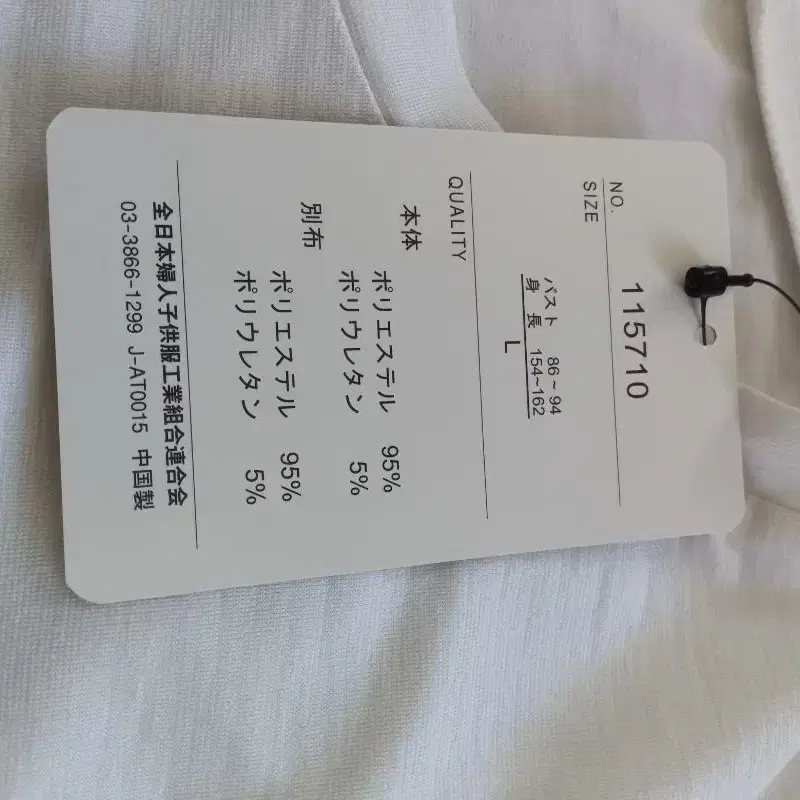 NO. 115710
SIZE
バスト 86~94
身長 154~162
L
QUALITY
本体
ポリエステル 95%
ポリウレタン 5%
別布
ポリエステル 95%
ポリウレタン 5%
全日本婦人子供服工業組合連合会
03-3866-1299 J-AT0015 中国製